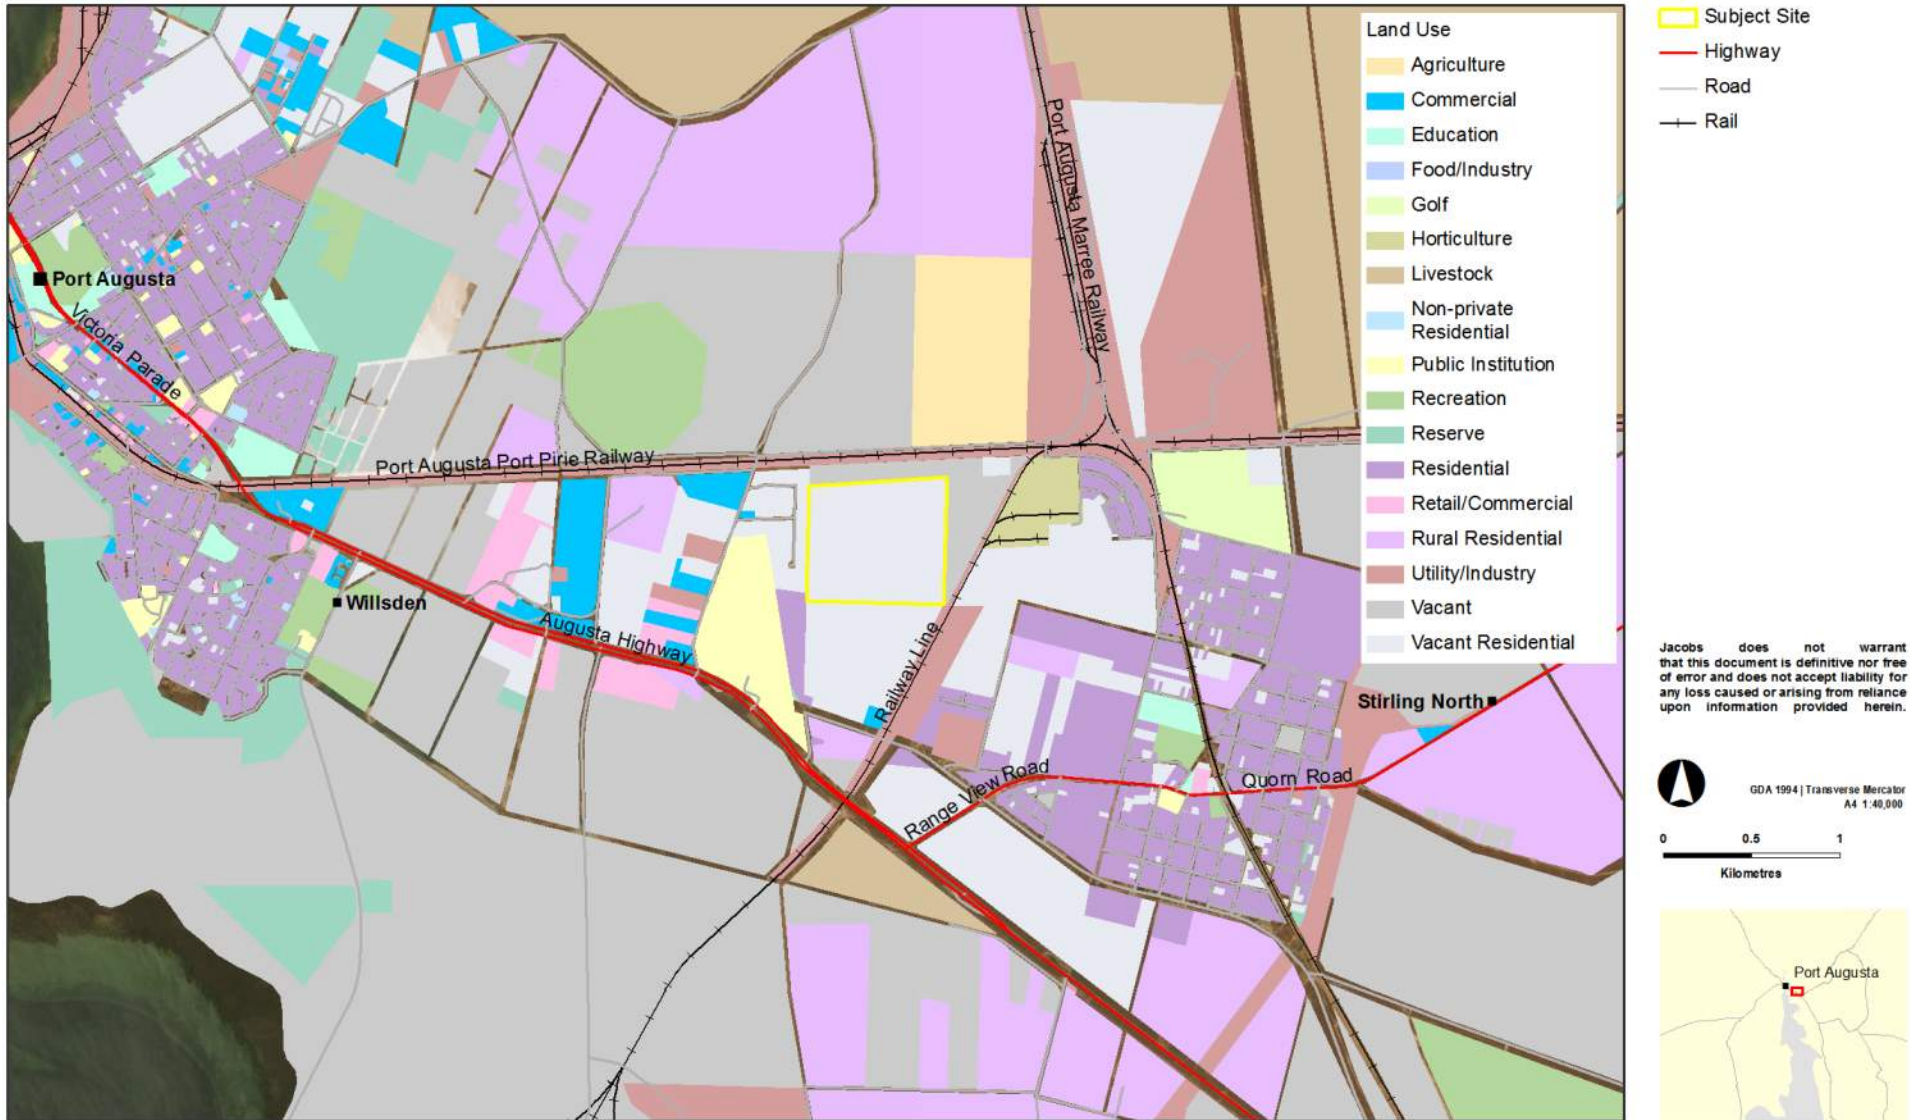 Land Use
Agriculture
Commercial
Education
Food/Industry
Golf
Horticulture
Livestock
Non-private
Residential
Public Institution
Recreation
Reserve
Residential
Retail/Commercial
Rural Residential
Utility/Industry
Vacant
Vacant Residential
Subject Site
Highway
Road
Rail
Port Augusta Marree Railway
Port Augusta
Victoria Parade
Port Augusta Port Pirie Railway
Willsden
Augusta Highway
Railway Line
Stirling North
Range View Road
Quorn Road
Jacobs does not warrant
that this document is definitive nor free
of error and does not accept liability for
any loss caused or arising from reliance
upon information provided herein.
GDA 1994 | Transverse Mercator
A4 1:40,000
0 0.5 1
Kilometres
Port Augusta